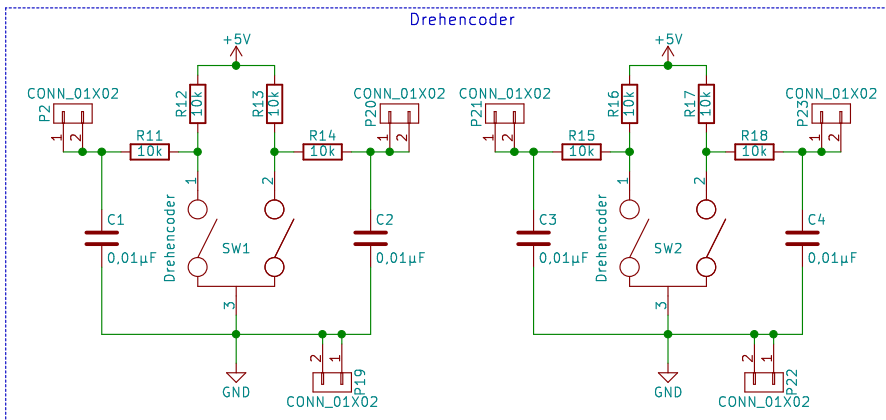 Drehencoder
+5V
+5V
CONN_01X02
CONN_01X02
CONN_01X02
CONN_01X02
P2
1
2
R12
10k
R13
10k
P20
1
2
P21
1
2
R16
10k
R17
10k
P23
1
2
R11
10k
R14
10k
R15
10k
R18
10k
1
2
1
2
C1
0,01µF
Drehencoder
SW1
C2
0,01µF
C3
0,01µF
Drehencoder
SW2
C4
0,01µF
3
3
GND
2
1
P19
CONN_01X02
GND
2
1
P22
CONN_01X02